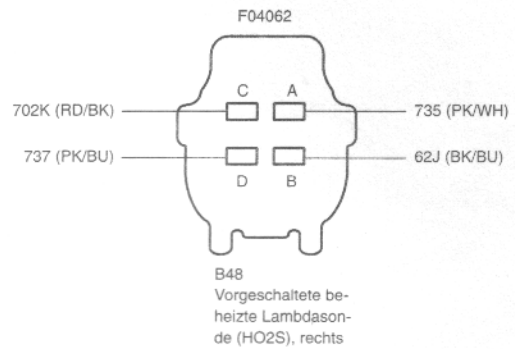 F04062
C A
702K (RD/BK) 735 (PK/WH)
737 (PK/BU) 62J (BK/BU)
D B
B48
Vorgeschaltete be-
heizte Lambdason-
de (HO2S), rechts